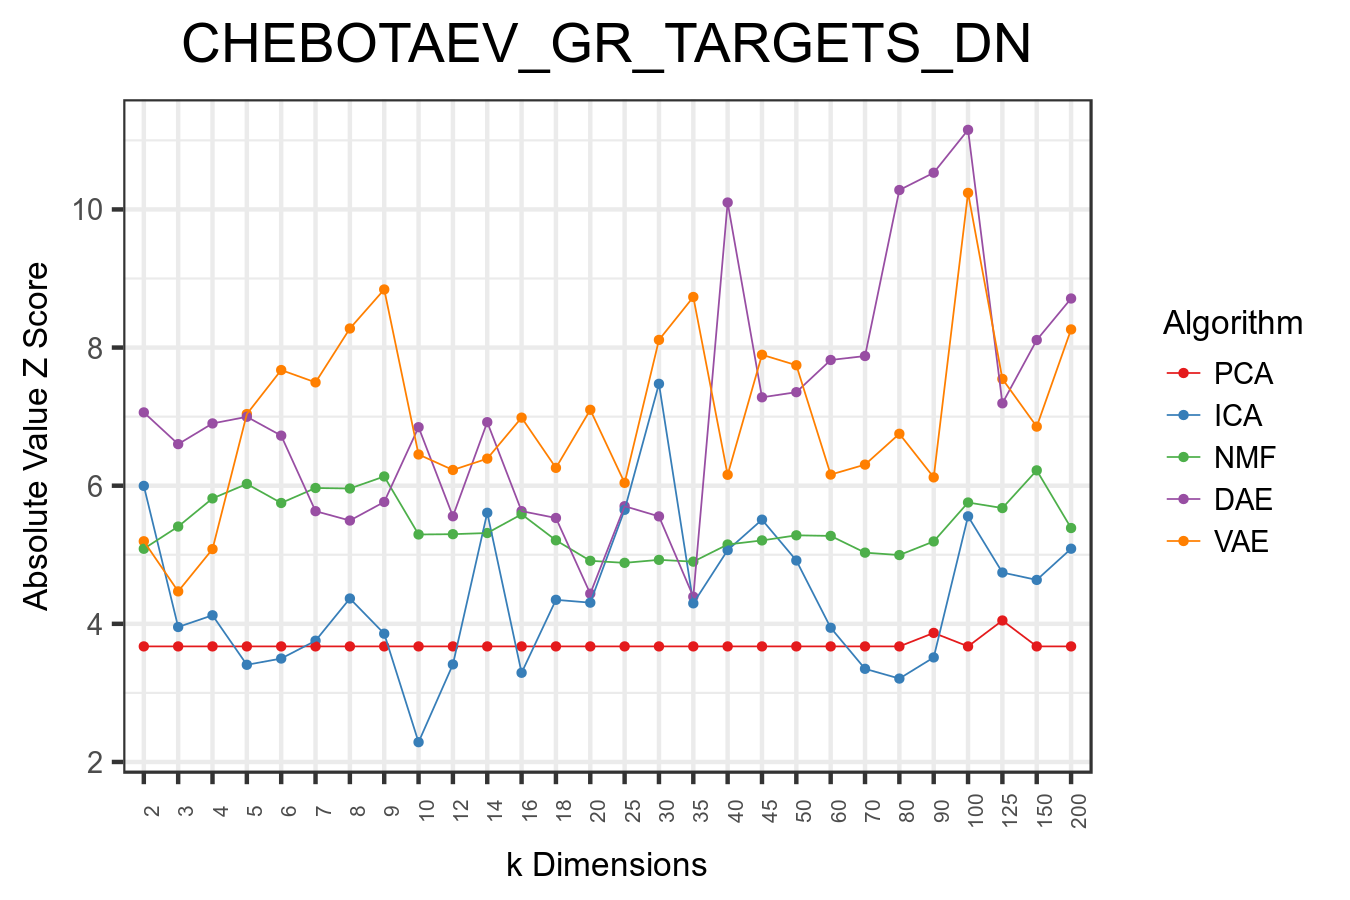 CHEBOTAEV_GR_TARGETS_DN
Absolute Value Z Score
10
8
6
4
2
2 3 4 5 6 7 8 9 10 12 14 16 18 20 25 30 35 40 45 50 60 70 80 90 100 125 150 200
k Dimensions
Algorithm
PCA
ICA
NMF
DAE
VAE